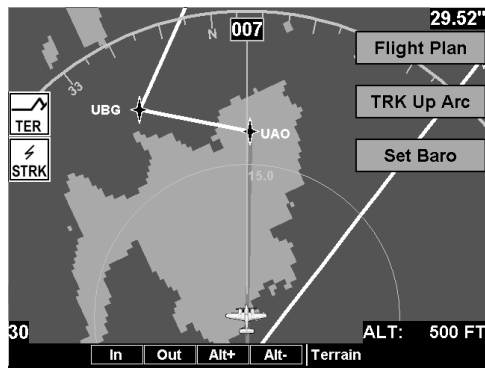 29.52"
N
007
Flight Plan
33
UBG
TRK Up Arc
TER
UAO
Set Baro
STRK
15.0
30
ALT: 500 FT
In Out Alt+ Alt- Terrain